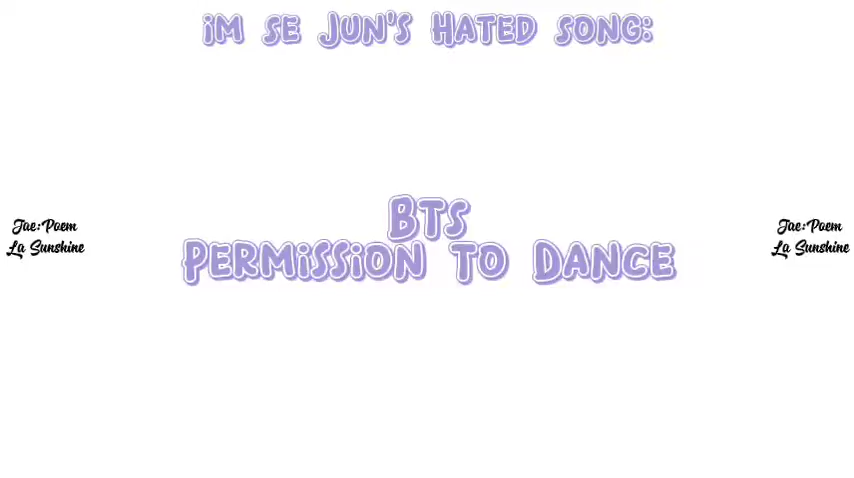 im se Jun's Hated song:
Jae:Poem
La Sunshine
BTS
Permission to Dance
Jae:Poem
La Sunshine